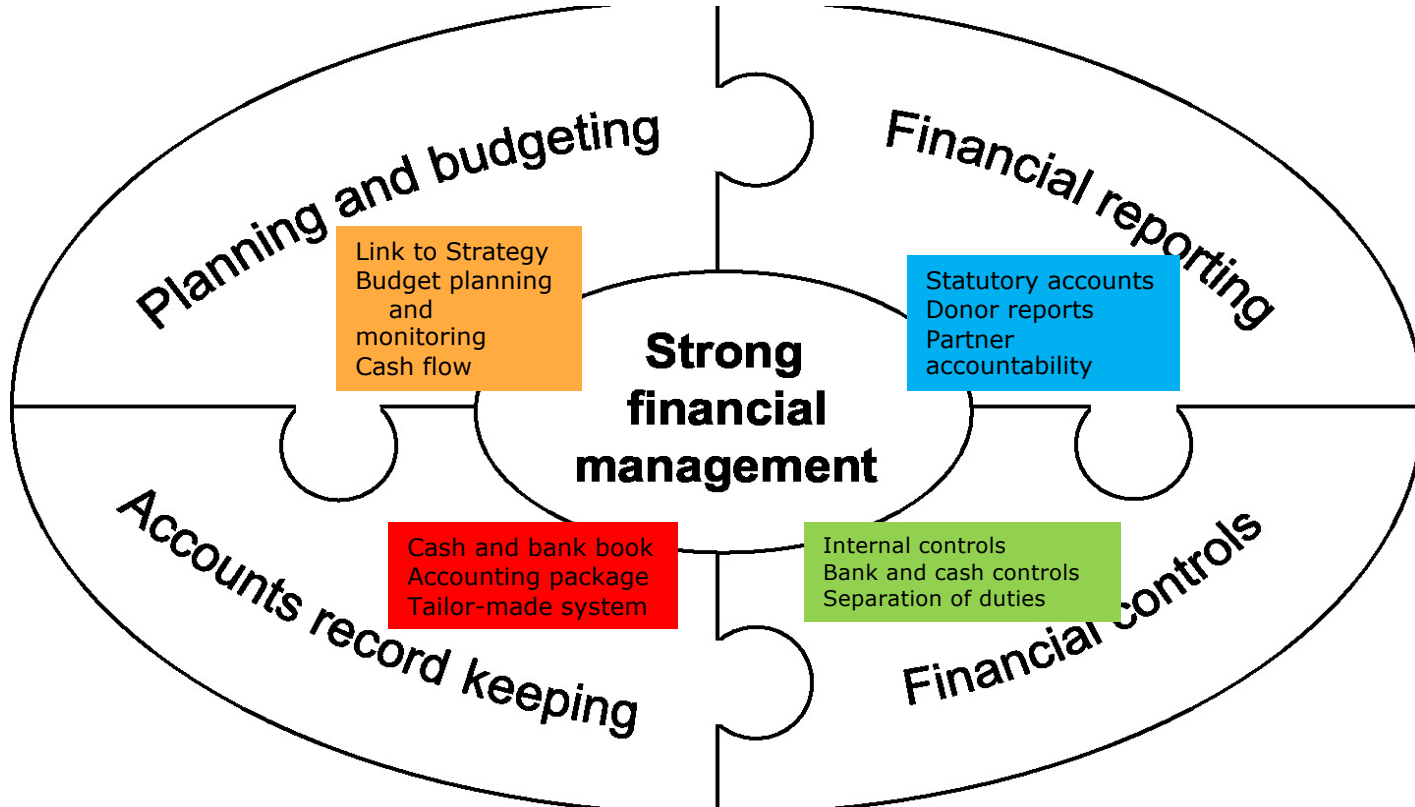 Planning and budgeting
Financial reporting
Link to Strategy
Budget planning
and
monitoring
Cash flow
Statutory accounts
Donor reports
Partner
accountability
Strong
financial
management
Accounts record keeping
Cash and bank book
Accounting package
Tailor-made system
Internal controls
Bank and cash controls
Separation of duties
Financial controls